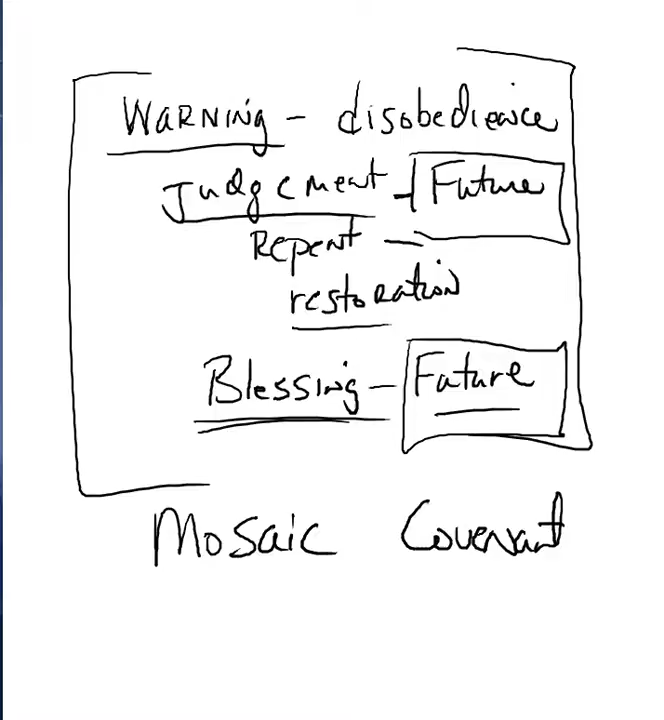 WARNING - disobedience
Judgement - Future
Repent -
restoration
Blessing - Future
Mosaic Covenant